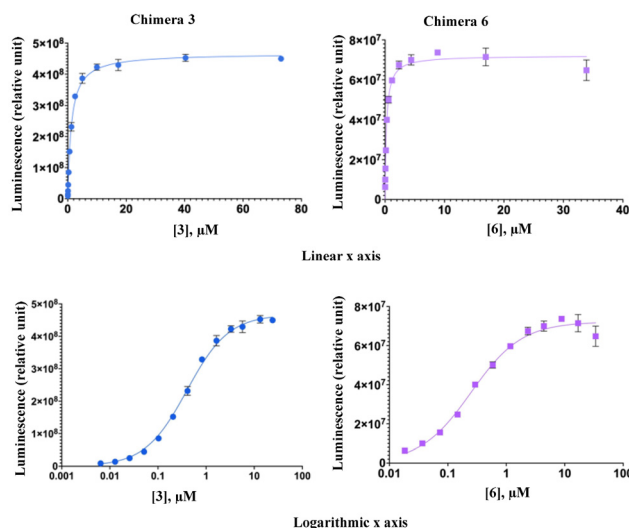 Chimera 3
Chimera 6
Luminescence (relative unit)
5×10⁸
4×10⁸
3×10⁸
2×10⁸
1×10⁸
0
0 20 40 60 80
[3], µM
Luminescence (relative unit)
8×10⁷
6×10⁷
4×10⁷
2×10⁷
0
0 10 20 30 40
[6], µM
Linear x axis
Luminescence (relative unit)
5×10⁸
4×10⁸
3×10⁸
2×10⁸
1×10⁸
0
0.001 0.01 0.1 1 10 100
[3], µM
Luminescence (relative unit)
8×10⁷
6×10⁷
4×10⁷
2×10⁷
0
0.01 0.1 1 10 100
[6], µM
Logarithmic x axis